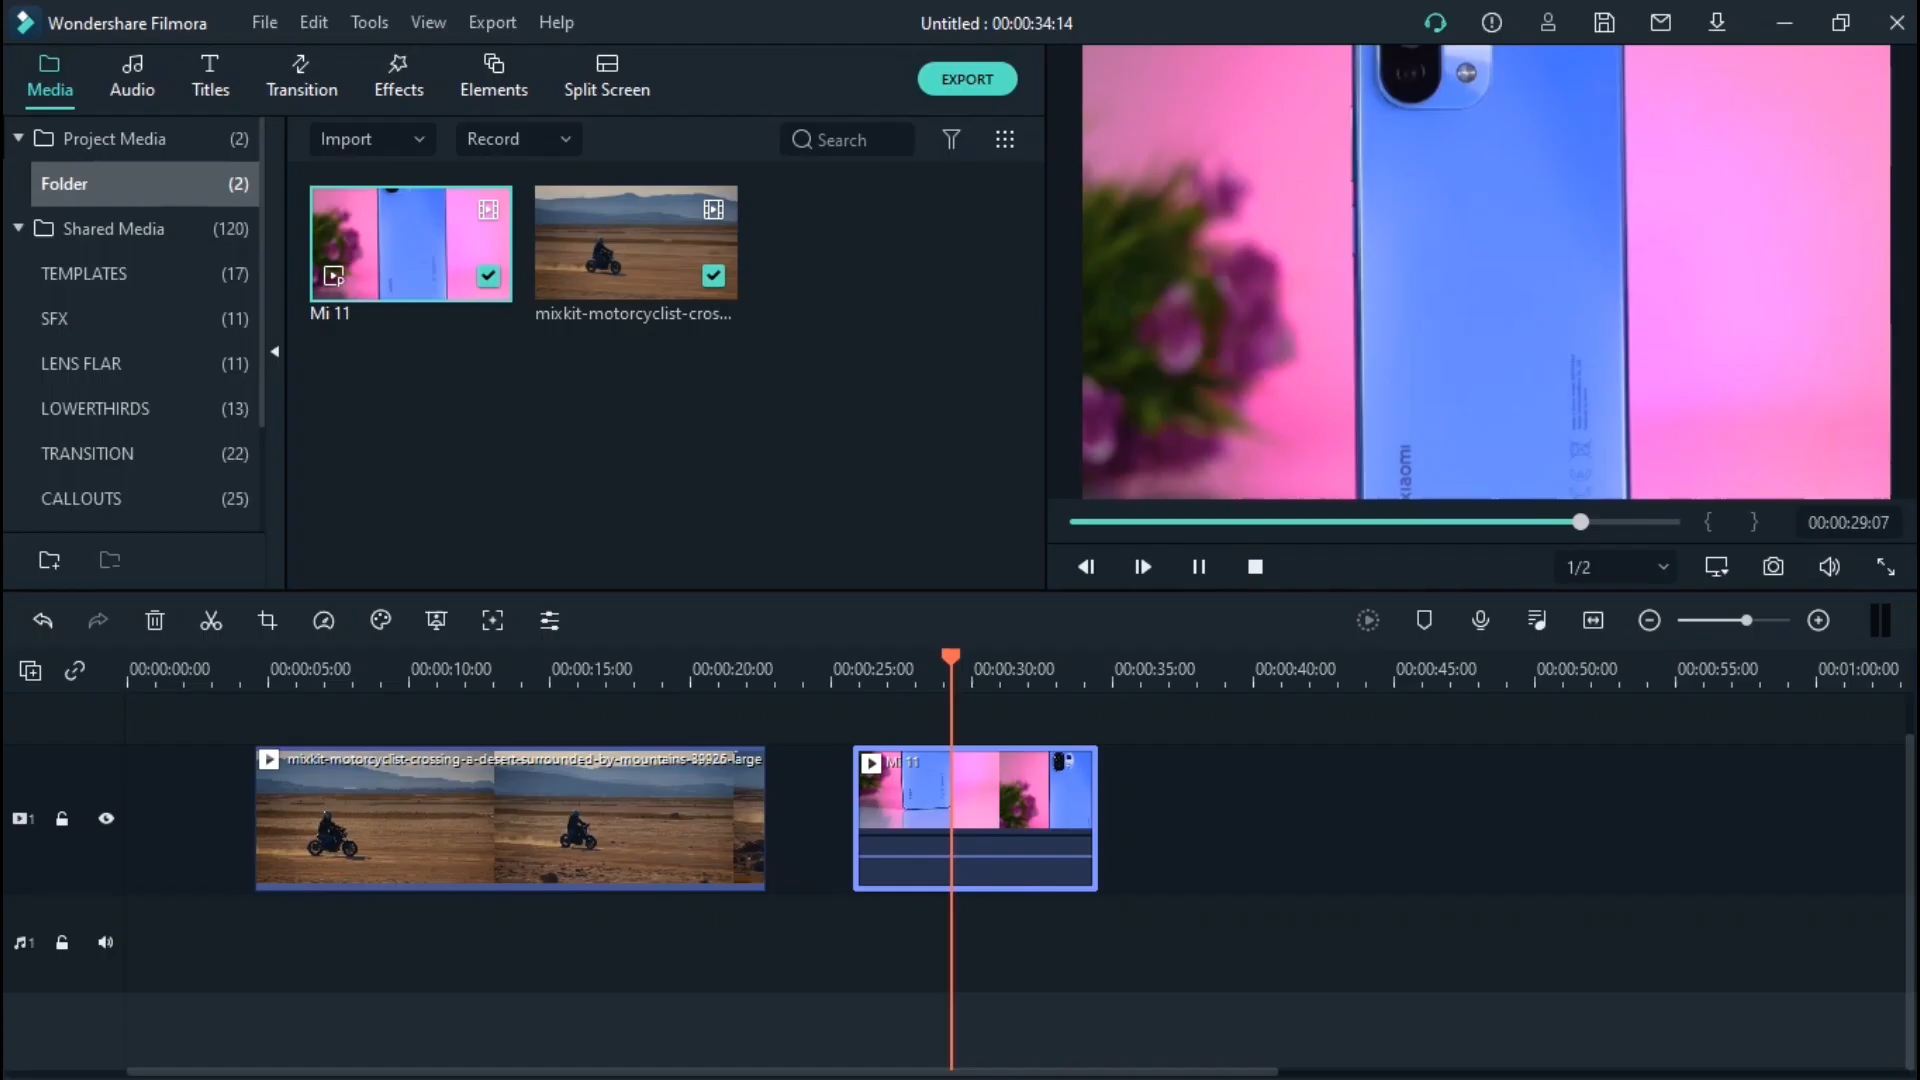 Wondershare Filmora File Edit Tools View Export Help Untitled : 00:00:34:14
Media Audio Titles Transition Effects Elements Split Screen EXPORT
Project Media (2)
Folder (2)
Shared Media (120)
TEMPLATES (17)
SFX (11)
LENS FLAR (11)
LOWERTHIRDS (13)
TRANSITION (22)
CALLOUTS (25)
Import Record Search
Mi 11 mixkit-motorcyclist-cros...
xiaomi
00:00:29:07
1/2
00:00:00:00 00:00:05:00 00:00:10:00 00:00:15:00 00:00:20:00 00:00:25:00 00:00:30:00 00:00:35:00 00:00:40:00 00:00:45:00 00:00:50:00 00:00:55:00 00:01:00:00
mixkit-motorcyclist-crossing-a-desert-surrounded-by-mountains-39926-large
Mi 11
1
1